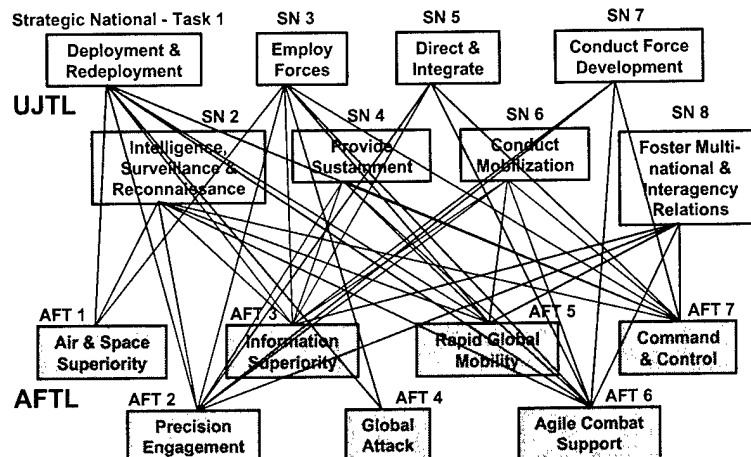 Strategic National - Task 1
SN 3
SN 5
SN 7
Deployment &
Redeployment
Employ
Forces
Direct &
Integrate
Conduct Force
Development
UJTL
SN 2
SN 4
SN 6
SN 8
Intelligence,
Surveillance &
Reconnaissance
Provide
Sustainment
Conduct
Mobilization
Foster Multi-
national &
Interagency
Relations
AFT 1
AFT 3
AFT 5
AFT 7
Air & Space
Superiority
Information
Superiority
Rapid Global
Mobility
Command
& Control
AFTL
AFT 2
AFT 4
AFT 6
Precision
Engagement
Global
Attack
Agile Combat
Support